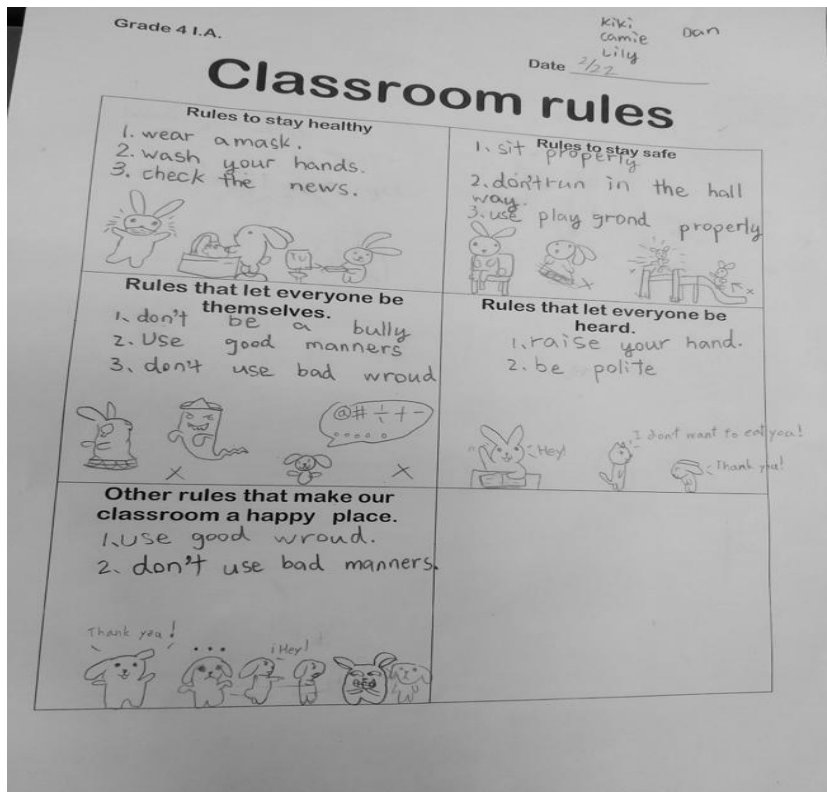 Grade 4 I.A.
Kiki
Dan
Camie
Lily
Date 2/22
Classroom rules
Rules to stay healthy
1. wear a mask.
2. wash your hands.
3. check the news.
TV
Rules to stay safe
1. sit properly
2. don't run in the hall
way.
3. use play grond properly
Rules that let everyone be
themselves.
1. don't be a bully
2. Use good manners
3. don't use bad wroud
@#÷+-
.....
Rules that let everyone be
heard.
1. raise your hand.
2. be polite
Hey!
I don't want to eat you!
Thank you!
Other rules that make our
classroom a happy place.
1. use good wroud.
2. don't use bad manners.
Thank you!
...
Hey!